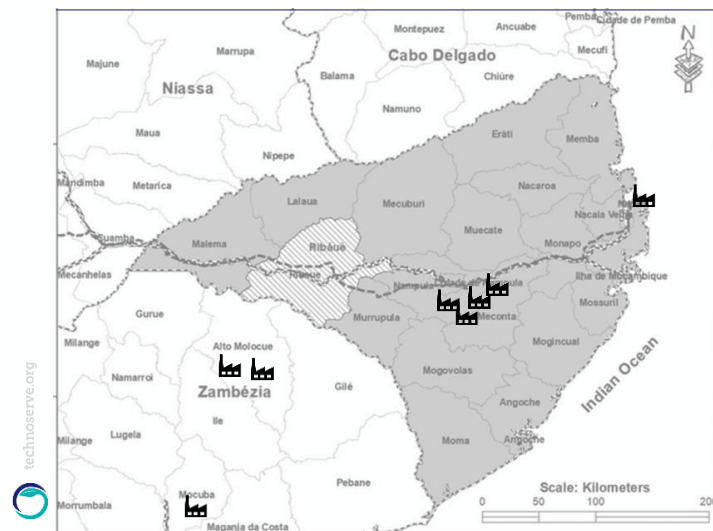 Pemba
Cidade de Pemba
Montepuez
Ancuabe
N
Marrupa
Cabo Delgado
Mecufi
Majune
Balama
Chiúre
Niassa
Namuno
Maua
Eráti
Memba
Nipepe
Mandimba
Metarica
Nacaroa
Lalaua
Mecuburi
Nacala Velha
Muecate
Cuamba
Malema
Ribáuè
Monapo
Mecanhelas
Ilha de Moçambique
Nampula
Gurue
Mossuril
Murrupula
Meconta
Milange
Alto Molocue
Mogincual
Namarroi
Mogovolas
Zambézia
Gilé
Indian Ocean
Angoche
Ile
Lugela
Milange
Moma
Angoche
Pebane
Scale: Kilometers
Mocuba
0 50 100 200
Morrumbala
Maganja da Costa
technoserve.org